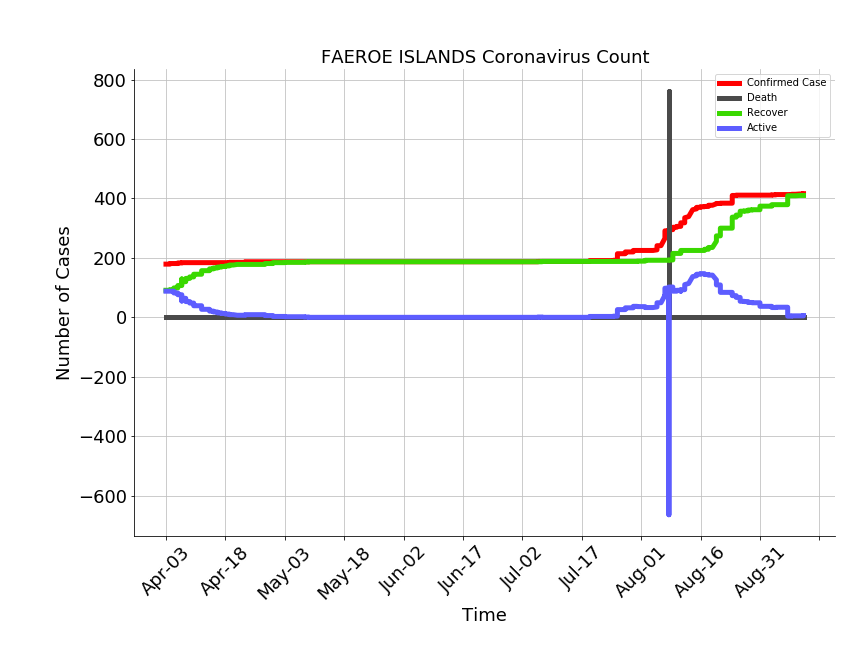 FAEROE ISLANDS Coronavirus Count
Confirmed Case
Death
Recover
Active
Number of Cases
800
600
400
200
0
−200
−400
−600
Apr-03
Apr-18
May-03
May-18
Jun-02
Jun-17
Jul-02
Jul-17
Aug-01
Aug-16
Aug-31
Time